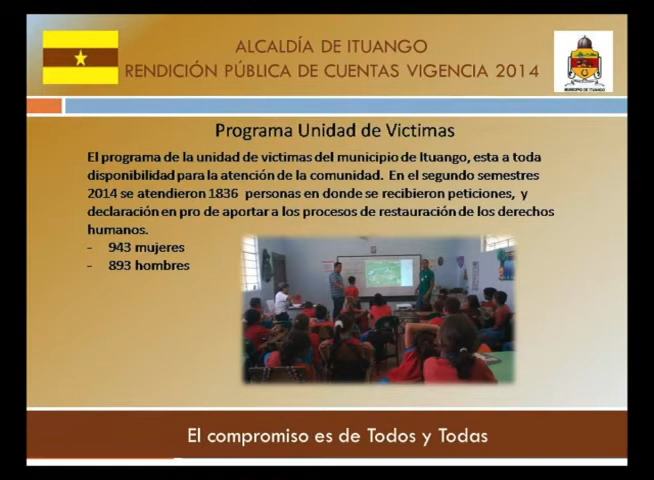 ALCALDÍA DE ITUANGO
RENDICIÓN PÚBLICA DE CUENTAS VIGENCIA 2014
MUNICIPIO DE ITUANGO
Programa Unidad de Victimas
El programa de la unidad de victimas del municipio de Ituango, esta a toda
disponibilidad para la atención de la comunidad. En el segundo semestres
2014 se atendieron 1836 personas en donde se recibieron peticiones, y
declaración en pro de aportar a los procesos de restauración de los derechos
humanos.
- 943 mujeres
- 893 hombres
El compromiso es de Todos y Todas